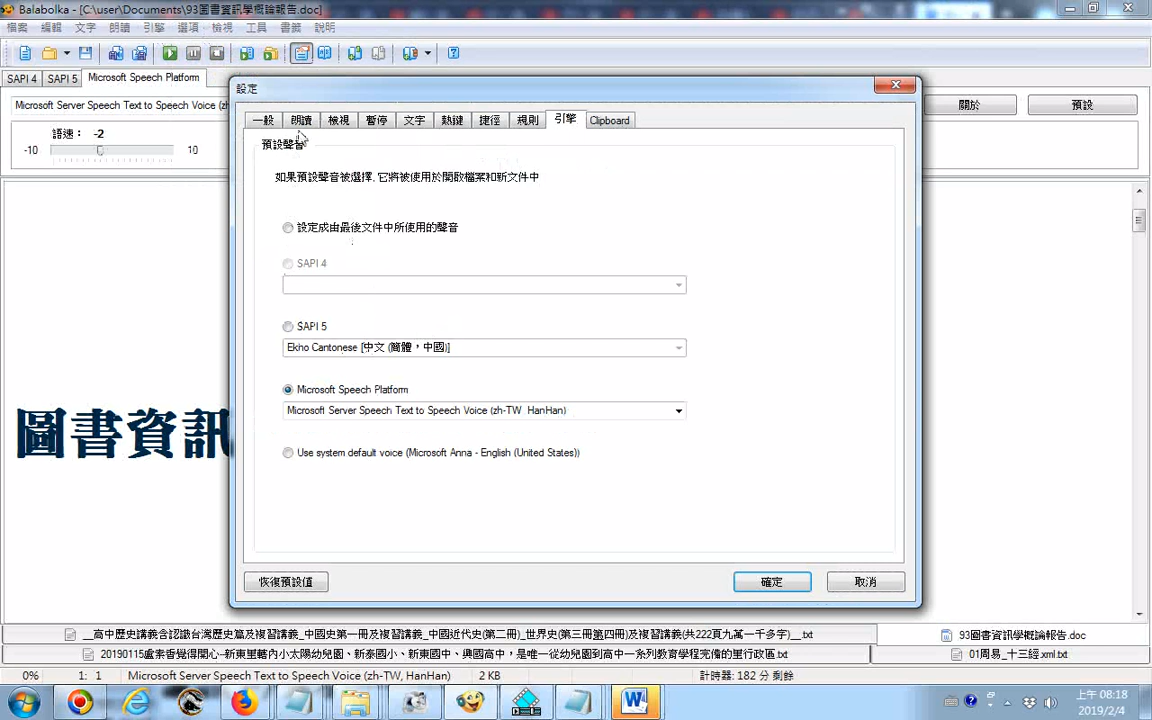 Balabolka - [C:\user\Documents\93圖書資訊學概論報告.doc]
檔案 編輯 文字 朗讀 引擎 選項 檢視 工具 書籤 說明
SAPI 4 SAPI 5 Microsoft Speech Platform
Microsoft Server Speech Text to Speech Voice (zh
關於 預設
語速： -2
-10 10
設定
一般 朗讀 檢視 暫停 文字 熱鍵 捷徑 規則 引擎 Clipboard
預設聲音
如果預設聲音被選擇, 它將被使用於開啟檔案和新文件中
設定成由最後文件中所使用的聲音
SAPI 4
SAPI 5
Ekho Cantonese [中文 (簡體，中國)]
Microsoft Speech Platform
Microsoft Server Speech Text to Speech Voice (zh-TW HanHan)
Use system default voice (Microsoft Anna - English (United States))
圖書資訊
恢復預設值 確定 取消
__高中歷史講義含認識台灣歷史篇及複習講義_中國史第一冊及複習講義_中國近代史(第二冊)_世界史(第三冊第四冊)及複習講義(共222頁九萬一千多字)__.txt
93圖書資訊學概論報告.doc
20190115盧素香覺得開心-新東里轄內小太陽幼兒園、新泰國小、新東國中、興國高中，是唯一從幼兒園到高中一系列教育學程完備的里行政區.txt
01周易_十三經.xml.txt
0% 1: 1 Microsoft Server Speech Text to Speech Voice (zh-TW, HanHan) 2 KB 計時器: 182 分 剩餘
上午 08:18
2019/2/4